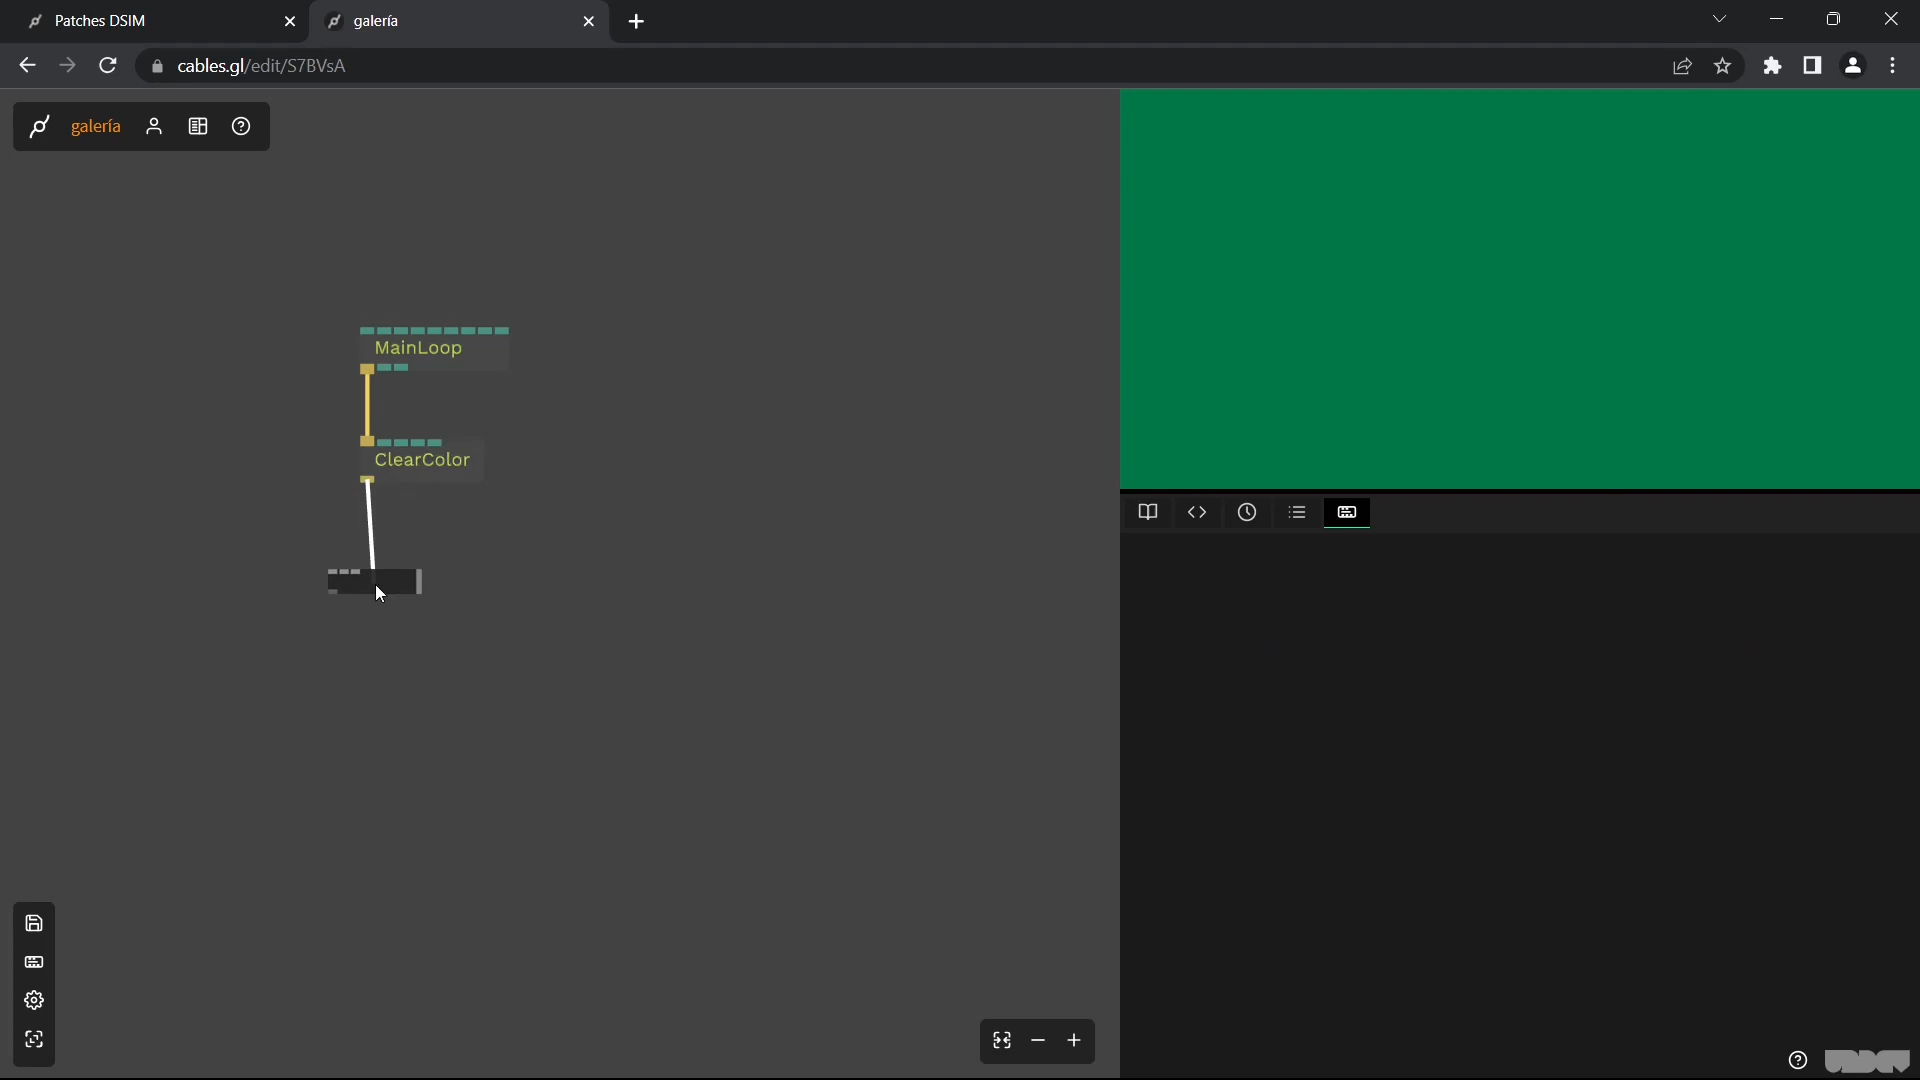 Patches DSIM
galería
cables.gl/edit/S7BVsA
galería
MainLoop
ClearColor